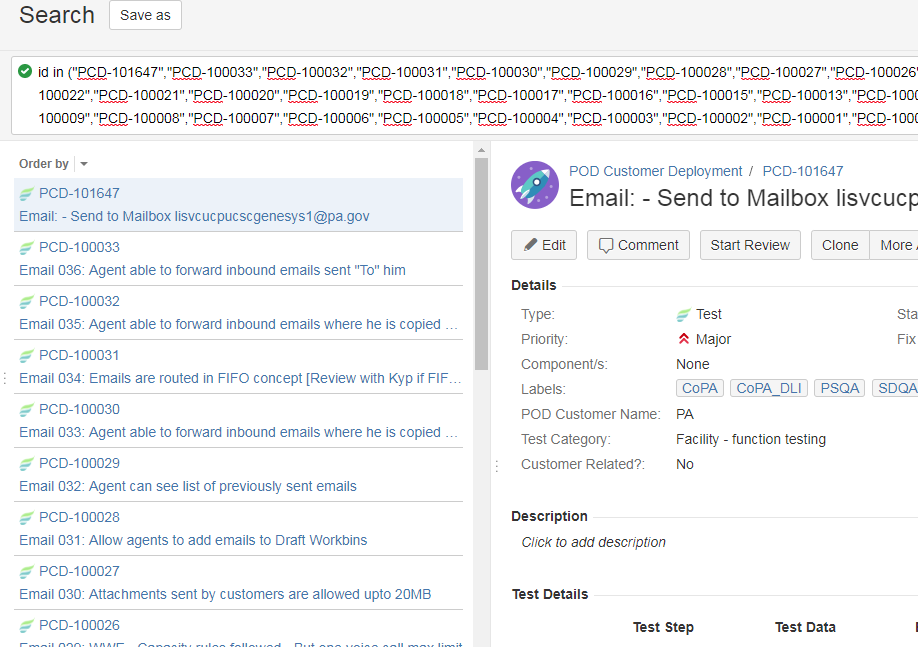 Search
Save as
id in ("PCD-101647","PCD-100033","PCD-100032","PCD-100031","PCD-100030","PCD-100029","PCD-100028","PCD-100027","PCD-100026"
100022","PCD-100021","PCD-100020","PCD-100019","PCD-100018","PCD-100017","PCD-100016","PCD-100015","PCD-100013","PCD-100
100009","PCD-100008","PCD-100007","PCD-100006","PCD-100005","PCD-100004","PCD-100003","PCD-100002","PCD-100001","PCD-100
Order by
PCD-101647
Email: - Send to Mailbox lisvcucpucscgenesys1@pa.gov
PCD-100033
Email 036: Agent able to forward inbound emails sent "To" him
PCD-100032
Email 035: Agent able to forward inbound emails where he is copied ...
PCD-100031
Email 034: Emails are routed in FIFO concept [Review with Kyp if FIF...
PCD-100030
Email 033: Agent able to forward inbound emails where he is copied ...
PCD-100029
Email 032: Agent can see list of previously sent emails
PCD-100028
Email 031: Allow agents to add emails to Draft Workbins
PCD-100027
Email 030: Attachments sent by customers are allowed upto 20MB
PCD-100026
Email 029: WWE - Capacity rules followed - But one voice call max limit
POD Customer Deployment / PCD-101647
Email: - Send to Mailbox lisvcucp
Edit
Comment
Start Review
Clone
More
Details
Type: Test Sta
Priority: Major Fix
Component/s: None
Labels: CoPA CoPA_DLI PSQA SDQA
POD Customer Name: PA
Test Category: Facility - function testing
Customer Related?: No
Description
Click to add description
Test Details
Test Step Test Data